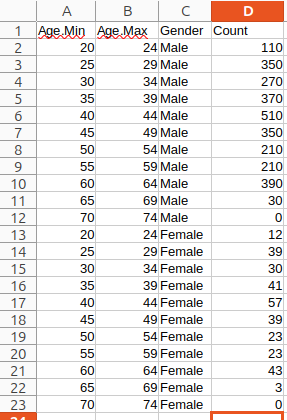 A B C D
1 Age.Min Age.Max Gender Count
2 20 24 Male 110
3 25 29 Male 350
4 30 34 Male 270
5 35 39 Male 370
6 40 44 Male 510
7 45 49 Male 350
8 50 54 Male 210
9 55 59 Male 210
10 60 64 Male 390
11 65 69 Male 30
12 70 74 Male 0
13 20 24 Female 12
14 25 29 Female 39
15 30 34 Female 30
16 35 39 Female 41
17 40 44 Female 57
18 45 49 Female 39
19 50 54 Female 23
20 55 59 Female 23
21 60 64 Female 43
22 65 69 Female 3
23 70 74 Female 0